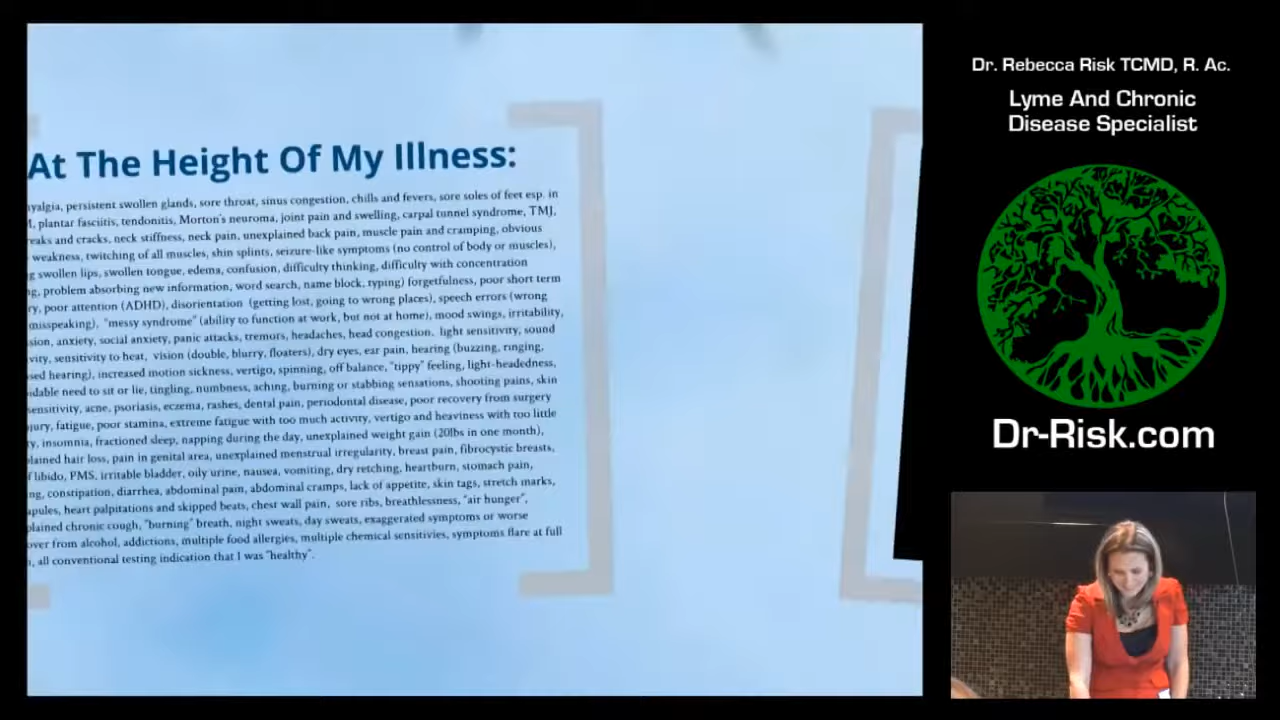 At The Height Of My Illness:
yalgia, persistent swollen glands, sore throat, sinus congestion, chills and fevers, sore soles of feet esp. in
, plantar fasciitis, tendonitis, Morton's neuroma, joint pain and swelling, carpal tunnel syndrome, TMJ,
reaks and cracks, neck stiffness, neck pain, unexplained back pain, muscle pain and cramping, obvious
weakness, twitching of all muscles, shin splints, seizure-like symptoms (no control of body or muscles),
g swollen lips, swollen tongue, edema, confusion, difficulty thinking, difficulty with concentration
ng, problem absorbing new information, word search, name block, typing) forgetfulness, poor short term
ry, poor attention (ADHD), disorientation (getting lost, going to wrong places), speech errors (wrong
misspeaking), "messy syndrome" (ability to function at work, but not at home), mood swings, irritability,
sion, anxiety, social anxiety, panic attacks, tremors, headaches, head congestion, light sensitivity, sound
vity, sensitivity to heat, vision (double, blurry, floaters), dry eyes, ear pain, hearing (buzzing, ringing,
sed hearing), increased motion sickness, vertigo, spinning, off balance, "tippy" feeling, light-headedness,
idable need to sit or lie, tingling, numbness, aching, burning or stabbing sensations, shooting pains, skin
sensitivity, acne, psoriasis, eczema, rashes, dental pain, periodontal disease, poor recovery from surgery
jury, fatigue, poor stamina, extreme fatigue with too much activity, vertigo and heaviness with too little
y, insomnia, fractioned sleep, napping during the day, unexplained weight gain (20lbs in one month),
lained hair loss, pain in genital area, unexplained menstrual irregularity, breast pain, fibrocystic breasts,
f libido, PMS, irritable bladder, oily urine, nausea, vomiting, dry retching, heartburn, stomach pain,
ng, constipation, diarrhea, abdominal pain, abdominal cramps, lack of appetite, skin tags, stretch marks,
apules, heart palpitations and skipped beats, chest wall pain, sore ribs, breathlessness, "air hunger",
plained chronic cough, "burning" breath, night sweats, day sweats, exaggerated symptoms or worse
over from alcohol, addictions, multiple food allergies, multiple chemical sensitivies, symptoms flare at full
, all conventional testing indication that I was "healthy".
Dr. Rebecca Risk TCMD, R. Ac.
Lyme And Chronic
Disease Specialist
Dr-Risk.com